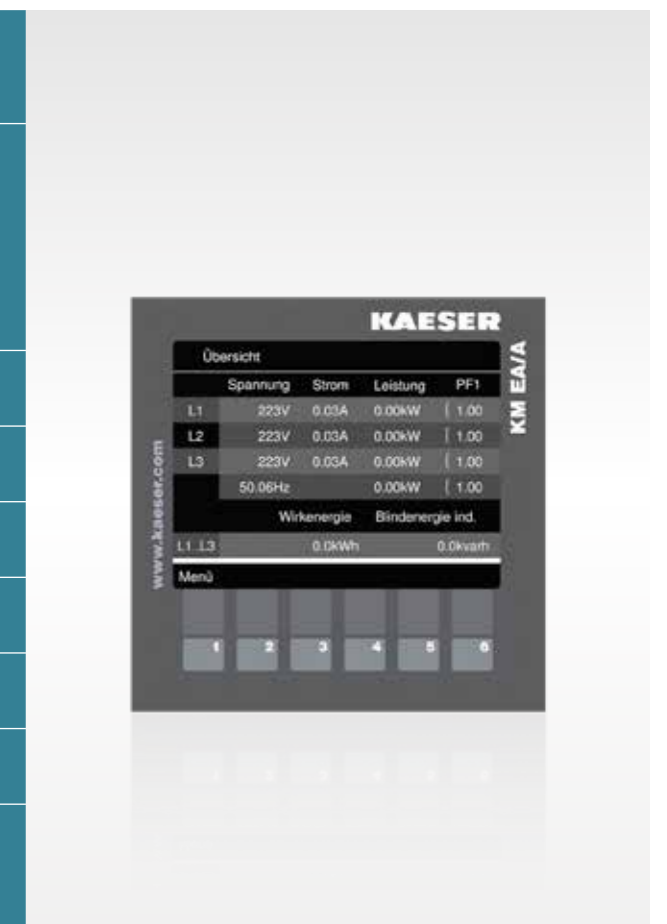 KAESER
KM EA/A
www.kaeser.com
Übersicht
Spannung Strom Leistung PF1
L1 223V 0.03A 0.00kW [ 1.00
L2 223V 0.03A 0.00kW [ 1.00
L3 223V 0.03A 0.00kW [ 1.00
50.06Hz 0.00kW [ 1.00
Wirkenergie Blindenergie ind.
L1..L3 0.0kWh 0.0kvarh
Menü
1 2 3 4 5 6